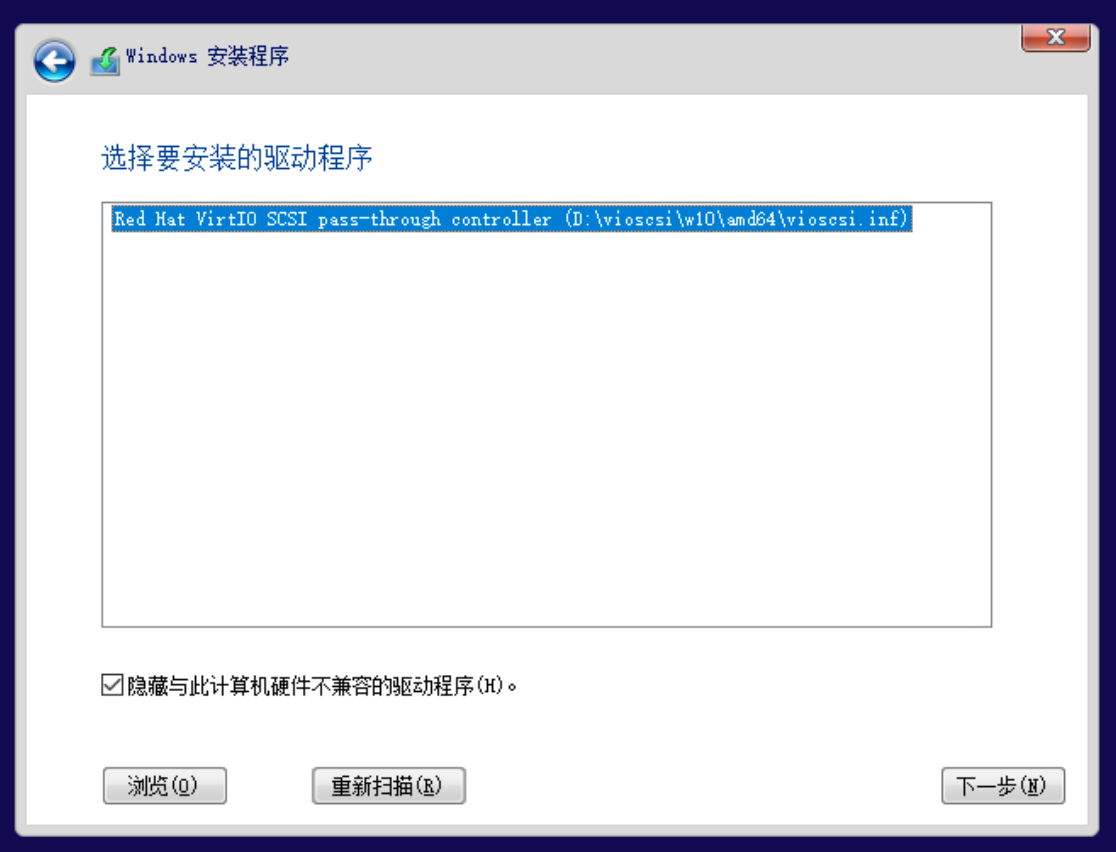 Windows 安装程序
选择要安装的驱动程序
Red Hat VirtIO SCSI pass-through controller (D:\vioscsi\w10\amd64\vioscsi.inf)
隐藏与此计算机硬件不兼容的驱动程序(H)。
浏览(O) 重新扫描(R) 下一步(N)